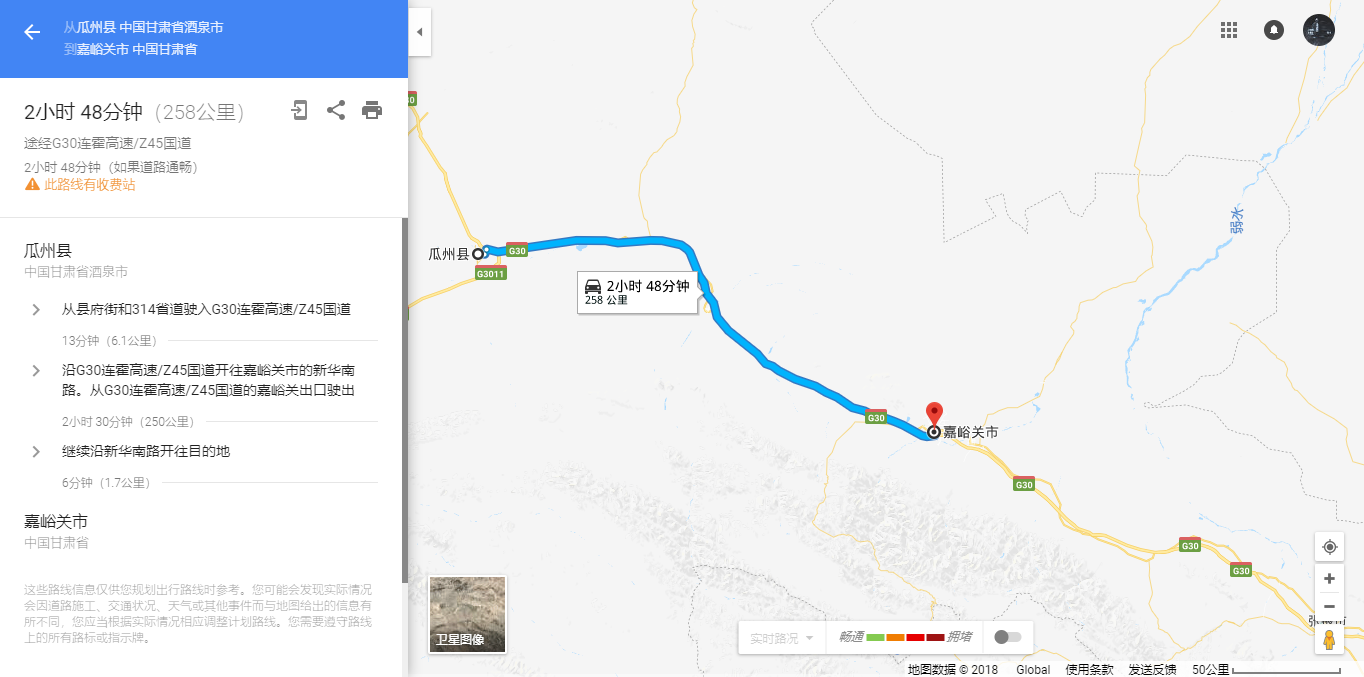 从瓜州县 中国甘肃省酒泉市
到嘉峪关市 中国甘肃省
2小时 48分钟（258公里）
途经G30连霍高速/Z45国道
2小时 48分钟（如果道路通畅）
此路线有收费站
瓜州县
中国甘肃省酒泉市
从县府街和314省道驶入G30连霍高速/Z45国道
13分钟（6.1公里）
沿G30连霍高速/Z45国道开往嘉峪关市的新华南
路。从G30连霍高速/Z45国道的嘉峪关出口驶出
2小时 30分钟（250公里）
继续沿新华南路开往目的地
6分钟（1.7公里）
嘉峪关市
中国甘肃省
这些路线信息仅供您规划出行路线时参考。您可能会发现实际情况
会因道路施工、交通状况、天气或其他事件而与地图给出的信息有
所不同，您应当根据实际情况相应调整计划路线。您需要遵守路线
上的所有路标或指示牌。
瓜州县
G30
G3011
2小时 48分钟
258 公里
弱水
G30
嘉峪关市
G30
G30
G30
卫星图像
实时路况
畅通
拥堵
地图数据 © 2018
Global
使用条款
发送反馈
50公里